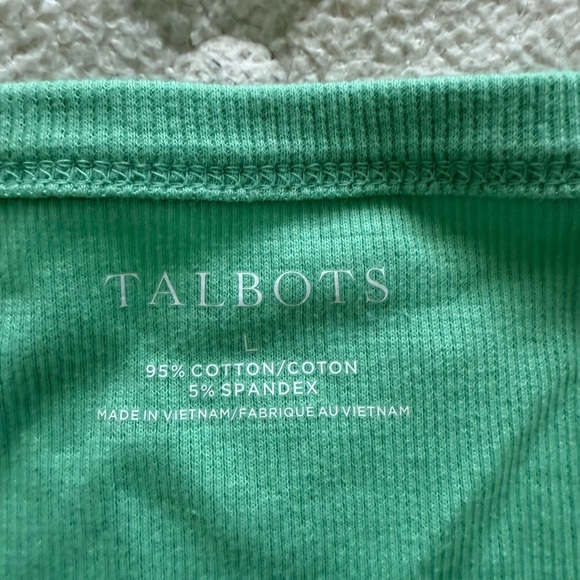 TALBOTS
L
95% COTTON/COTON
5% SPANDEX
MADE IN VIETNAM/FABRIQUÉ AU VIETNAM